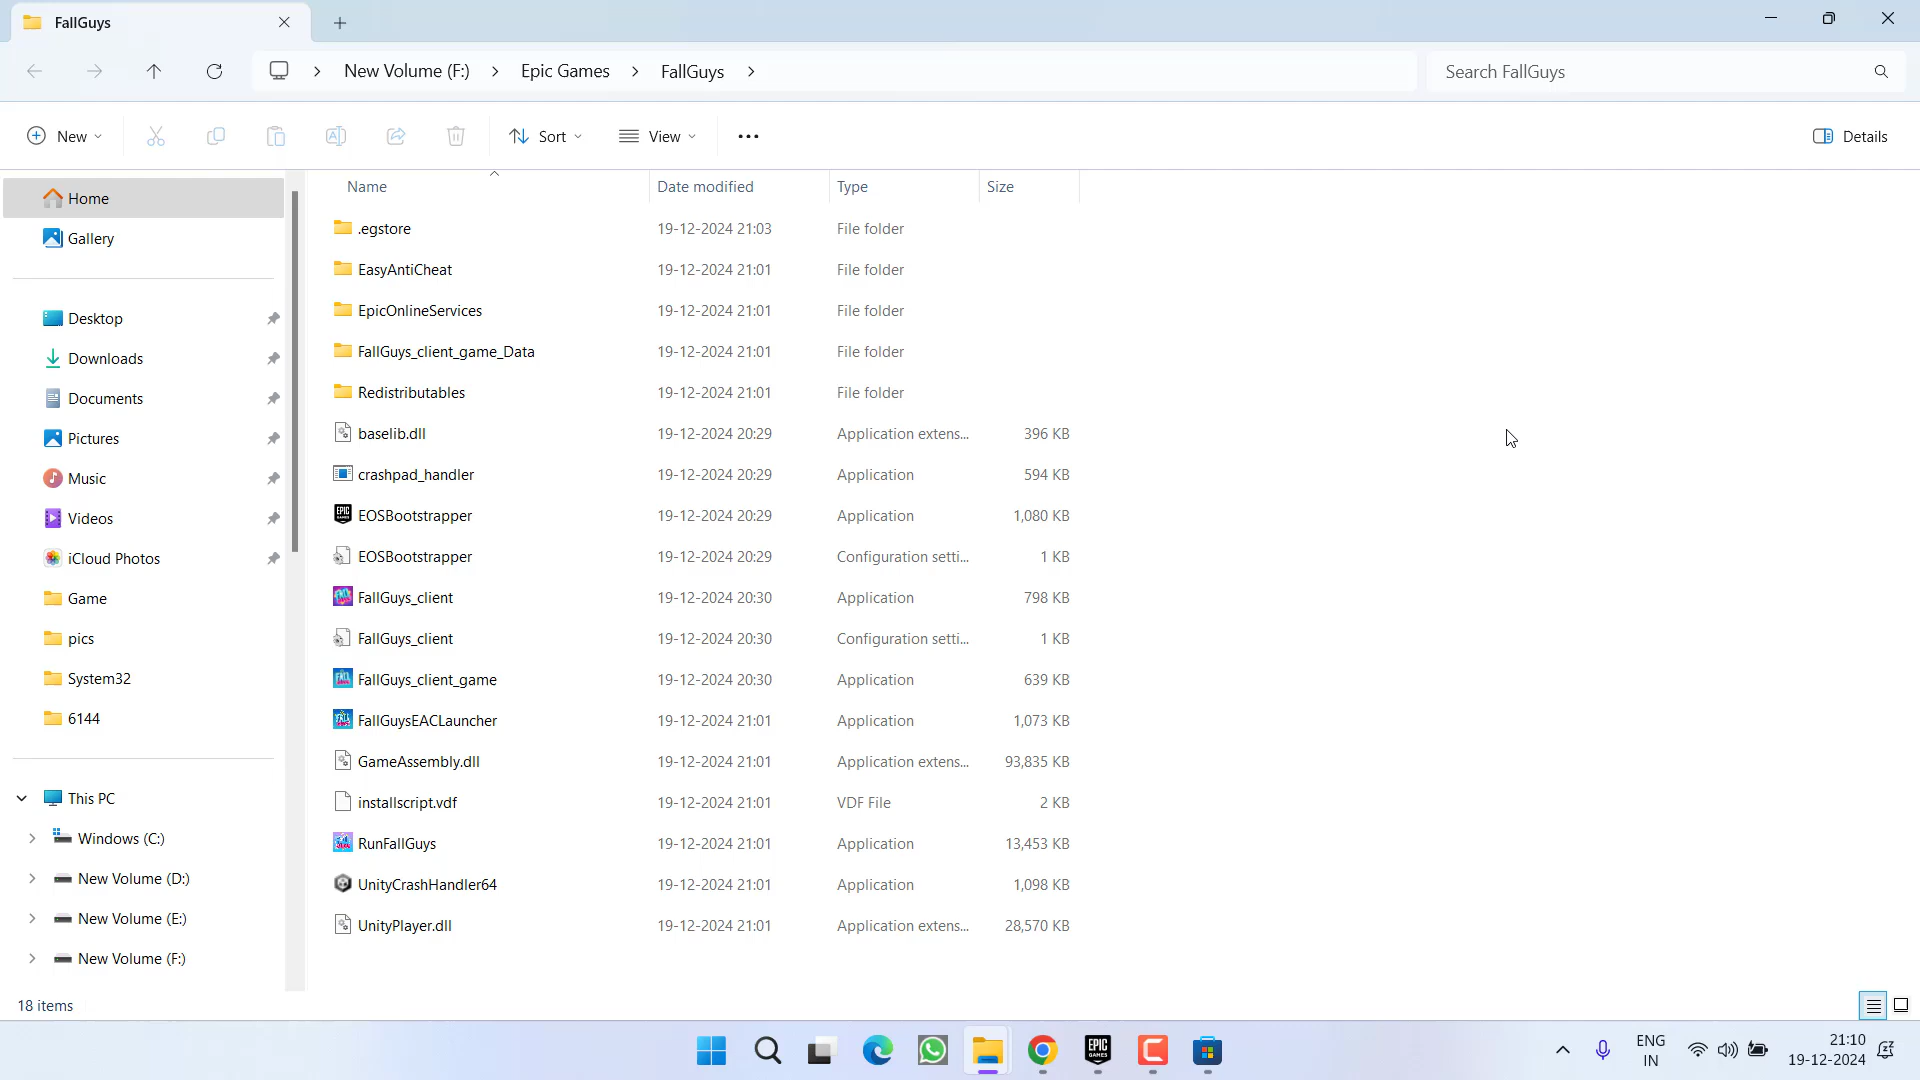 FallGuys
New Volume (F:) Epic Games FallGuys
Search FallGuys
New Sort View Details
Name Date modified Type Size
Home
Gallery
Desktop
Downloads
Documents
Pictures
Music
Videos
iCloud Photos
Game
pics
System32
6144
This PC
Windows (C:)
New Volume (D:)
New Volume (E:)
New Volume (F:)
.egstore 19-12-2024 21:03 File folder
EasyAntiCheat 19-12-2024 21:01 File folder
EpicOnlineServices 19-12-2024 21:01 File folder
FallGuys_client_game_Data 19-12-2024 21:01 File folder
Redistributables 19-12-2024 21:01 File folder
baselib.dll 19-12-2024 20:29 Application extens... 396 KB
crashpad_handler 19-12-2024 20:29 Application 594 KB
EOSBootstrapper 19-12-2024 20:29 Application 1,080 KB
EOSBootstrapper 19-12-2024 20:29 Configuration setti... 1 KB
FallGuys_client 19-12-2024 20:30 Application 798 KB
FallGuys_client 19-12-2024 20:30 Configuration setti... 1 KB
FallGuys_client_game 19-12-2024 20:30 Application 639 KB
FallGuysEACLauncher 19-12-2024 21:01 Application 1,073 KB
GameAssembly.dll 19-12-2024 21:01 Application extens... 93,835 KB
installscript.vdf 19-12-2024 21:01 VDF File 2 KB
RunFallGuys 19-12-2024 21:01 Application 13,453 KB
UnityCrashHandler64 19-12-2024 21:01 Application 1,098 KB
UnityPlayer.dll 19-12-2024 21:01 Application extens... 28,570 KB
18 items
EPIC GAMES
ENG 21:10
IN 19-12-2024